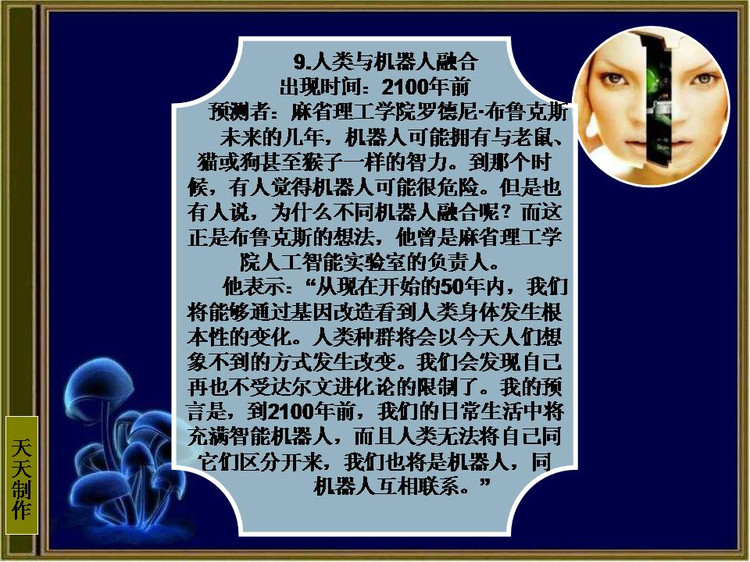 9.人类与机器人融合
出现时间：2100年前
预测者：麻省理工学院罗德尼·布鲁克斯
未来的几年，机器人可能拥有与老鼠、
猫或狗甚至猴子一样的智力。到那个时
候，有人觉得机器人可能很危险。但是也
有人说，为什么不同机器人融合呢？而这
正是布鲁克斯的想法，他曾是麻省理工学
院人工智能实验室的负责人。
他表示：“从现在开始的50年内，我们
将能够通过基因改造看到人类身体发生根
本性的变化。人类种群将会以今天人们想
象不到的方式发生改变。我们会发现自己
再也不受达尔文进化论的限制了。我的预
言是，到2100年前，我们的日常生活中将
充满智能机器人，而且人类无法将自己同
它们区分开来，我们也将是机器人，同
机器人互相联系。”
天天制作